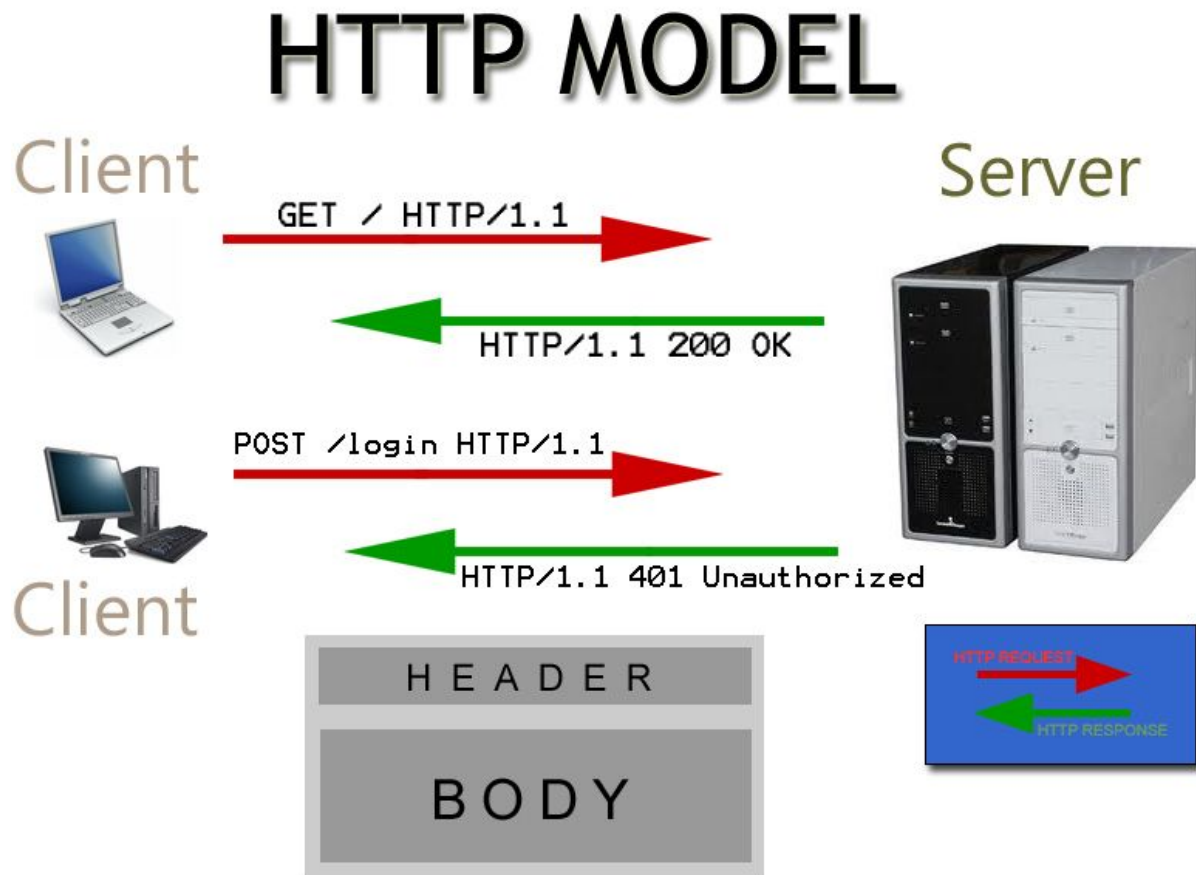 HTTP MODEL
Client
Server
GET / HTTP/1.1
HTTP/1.1 200 OK
POST /login HTTP/1.1
HTTP/1.1 401 Unauthorized
Client
HEADER
BODY
HTTP REQUEST
HTTP RESPONSE